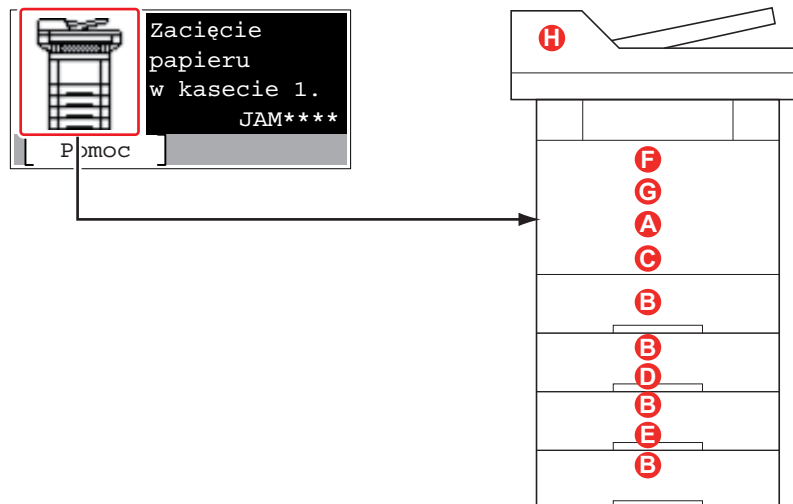 Zacięcie
papieru
w kasecie 1.
JAM****
[ Pomoc ]
H
F
G
A
C
B
B
D
B
E
B